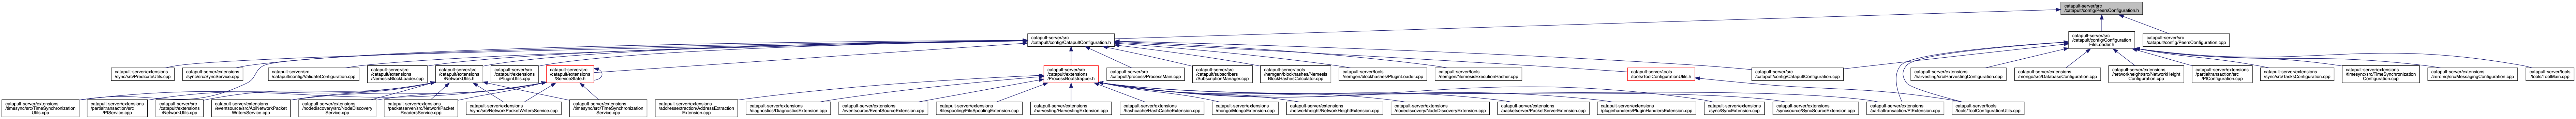 catapult-server/src
/catapult/config/PeersConfiguration.h
catapult-server/src
/catapult/config/CatapultConfiguration.h
catapult-server/src
/catapult/config/Configuration
FileLoader.h
catapult-server/src
/catapult/config/PeersConfiguration.cpp
catapult-server/extensions
/sync/src/PredicateUtils.cpp
catapult-server/extensions
/sync/src/SyncService.cpp
catapult-server/src
/catapult/config/ValidateConfiguration.cpp
catapult-server/src
/catapult/extensions
/NemesisBlockLoader.cpp
catapult-server/src
/catapult/extensions
/NetworkUtils.h
catapult-server/src
/catapult/extensions
/PluginUtils.cpp
catapult-server/src
/catapult/extensions
/ServiceState.h
catapult-server/src
/catapult/extensions
/ProcessBootstrapper.h
catapult-server/src
/catapult/process/ProcessMain.cpp
catapult-server/src
/catapult/subscribers
/SubscriptionManager.cpp
catapult-server/tools
/nemgen/blockhashes/Nemesis
BlockHashesCalculator.cpp
catapult-server/tools
/nemgen/blockhashes/PluginLoader.cpp
catapult-server/tools
/nemgen/NemesisExecutionHasher.cpp
catapult-server/tools
/tools/ToolConfigurationUtils.h
catapult-server/src
/catapult/config/CatapultConfiguration.cpp
catapult-server/extensions
/harvesting/src/HarvestingConfiguration.cpp
catapult-server/extensions
/mongo/src/DatabaseConfiguration.cpp
catapult-server/extensions
/networkheight/src/NetworkHeight
Configuration.cpp
catapult-server/extensions
/partialtransaction/src
/PtConfiguration.cpp
catapult-server/extensions
/sync/src/TasksConfiguration.cpp
catapult-server/extensions
/timesync/src/TimeSynchronization
Configuration.cpp
catapult-server/extensions
/zeromq/src/MessagingConfiguration.cpp
catapult-server/tools
/tools/ToolMain.cpp
catapult-server/extensions
/timesync/src/TimeSynchronization
Utils.cpp
catapult-server/extensions
/partialtransaction/src
/PtService.cpp
catapult-server/src
/catapult/extensions
/NetworkUtils.cpp
catapult-server/extensions
/eventsource/src/ApiNetworkPacket
WritersService.cpp
catapult-server/extensions
/nodediscovery/src/NodeDiscovery
Service.cpp
catapult-server/extensions
/packetserver/src/NetworkPacket
ReadersService.cpp
catapult-server/extensions
/sync/src/NetworkPacketWritersService.cpp
catapult-server/extensions
/timesync/src/TimeSynchronization
Service.cpp
catapult-server/extensions
/addressextraction/AddressExtraction
Extension.cpp
catapult-server/extensions
/diagnostics/DiagnosticsExtension.cpp
catapult-server/extensions
/eventsource/EventSourceExtension.cpp
catapult-server/extensions
/filespooling/FileSpoolingExtension.cpp
catapult-server/extensions
/harvesting/HarvestingExtension.cpp
catapult-server/extensions
/hashcache/HashCacheExtension.cpp
catapult-server/extensions
/mongo/MongoExtension.cpp
catapult-server/extensions
/networkheight/NetworkHeightExtension.cpp
catapult-server/extensions
/nodediscovery/NodeDiscoveryExtension.cpp
catapult-server/extensions
/packetserver/PacketServerExtension.cpp
catapult-server/extensions
/pluginhandlers/PluginHandlersExtension.cpp
catapult-server/extensions
/sync/SyncExtension.cpp
catapult-server/extensions
/syncsource/SyncSourceExtension.cpp
catapult-server/extensions
/partialtransaction/PtExtension.cpp
catapult-server/tools
/tools/ToolConfigurationUtils.cpp